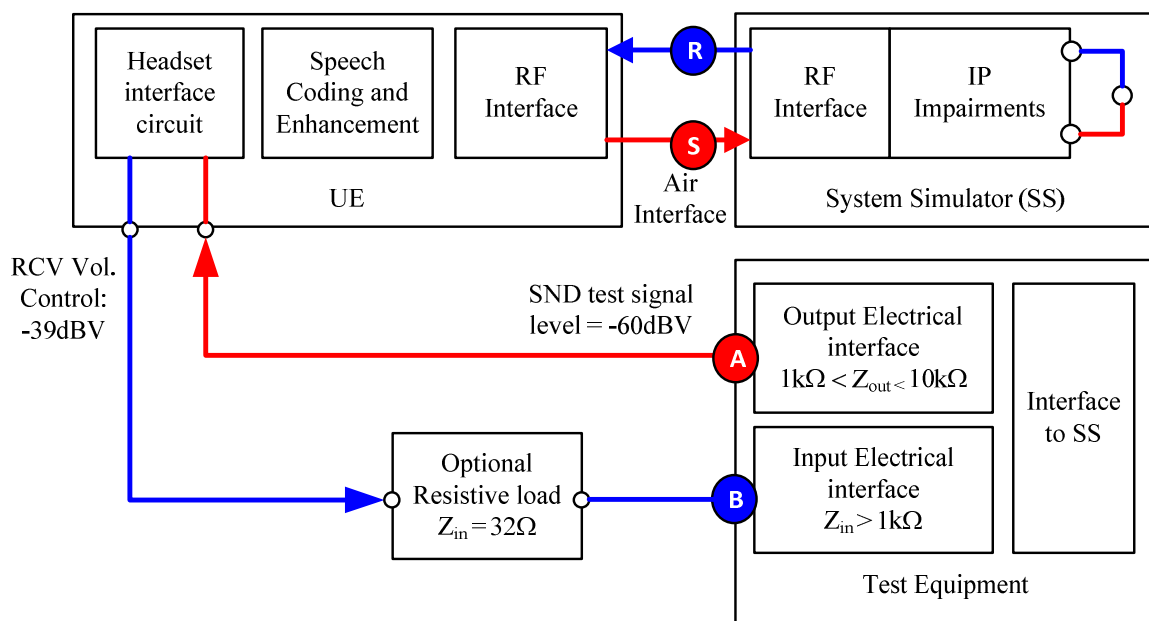 Headset
interface
circuit
Speech
Coding and
Enhancement
RF
Interface
UE
R
S
Air
Interface
RF
Interface
IP
Impairments
System Simulator (SS)
RCV Vol.
Control:
-39dBV
SND test signal
level = -60dBV
A
Output Electrical
interface
1kΩ < Zout < 10kΩ
Interface
to SS
Optional
Resistive load
Zin = 32Ω
B
Input Electrical
interface
Zin > 1kΩ
Test Equipment